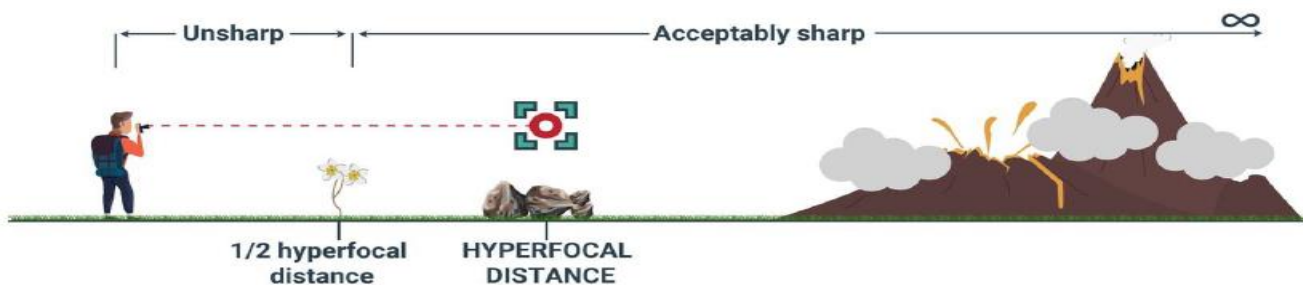 ∞
Unsharp
Acceptably sharp
1/2 hyperfocal
distance
HYPERFOCAL
DISTANCE